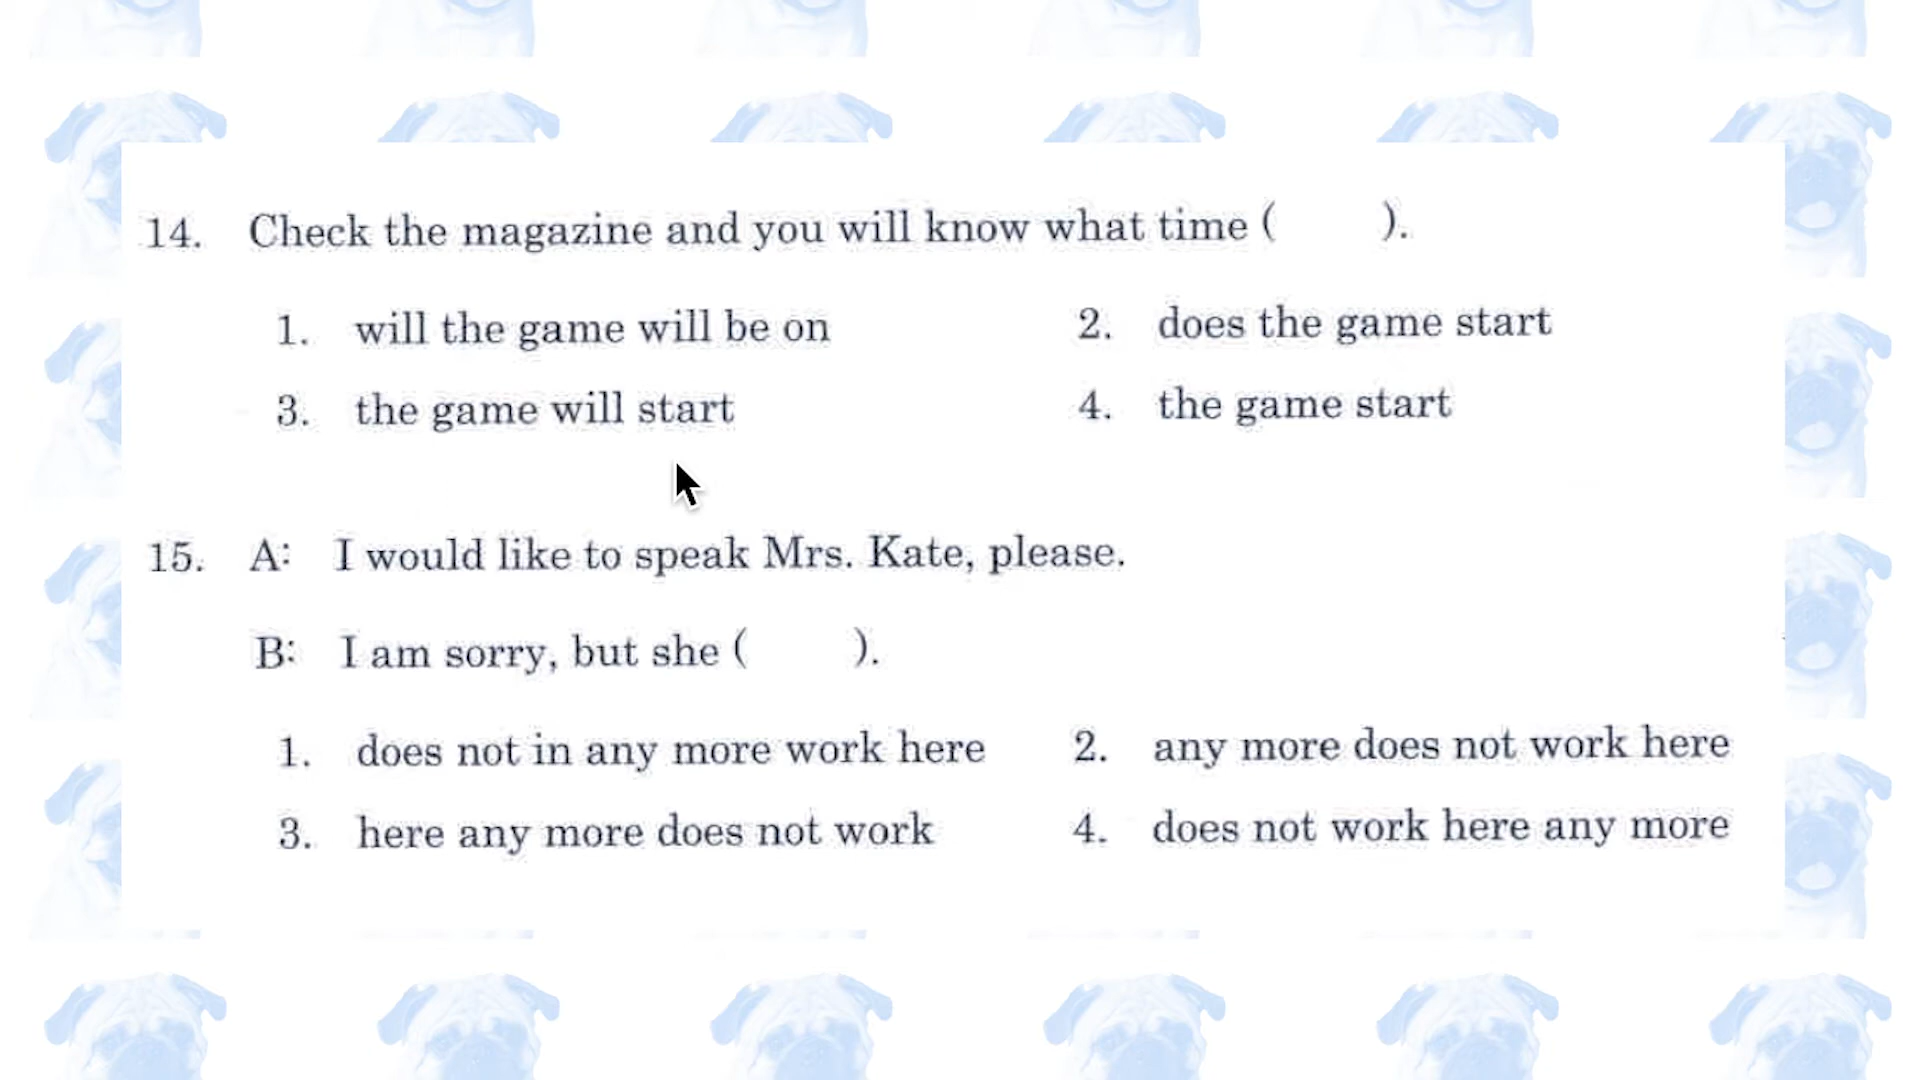 14. Check the magazine and you will know what time (    ).
1. will the game will be on    2. does the game start
3. the game will start    4. the game start
15. A: I would like to speak Mrs. Kate, please.
B: I am sorry, but she (    ).
1. does not in any more work here    2. any more does not work here
3. here any more does not work    4. does not work here any more